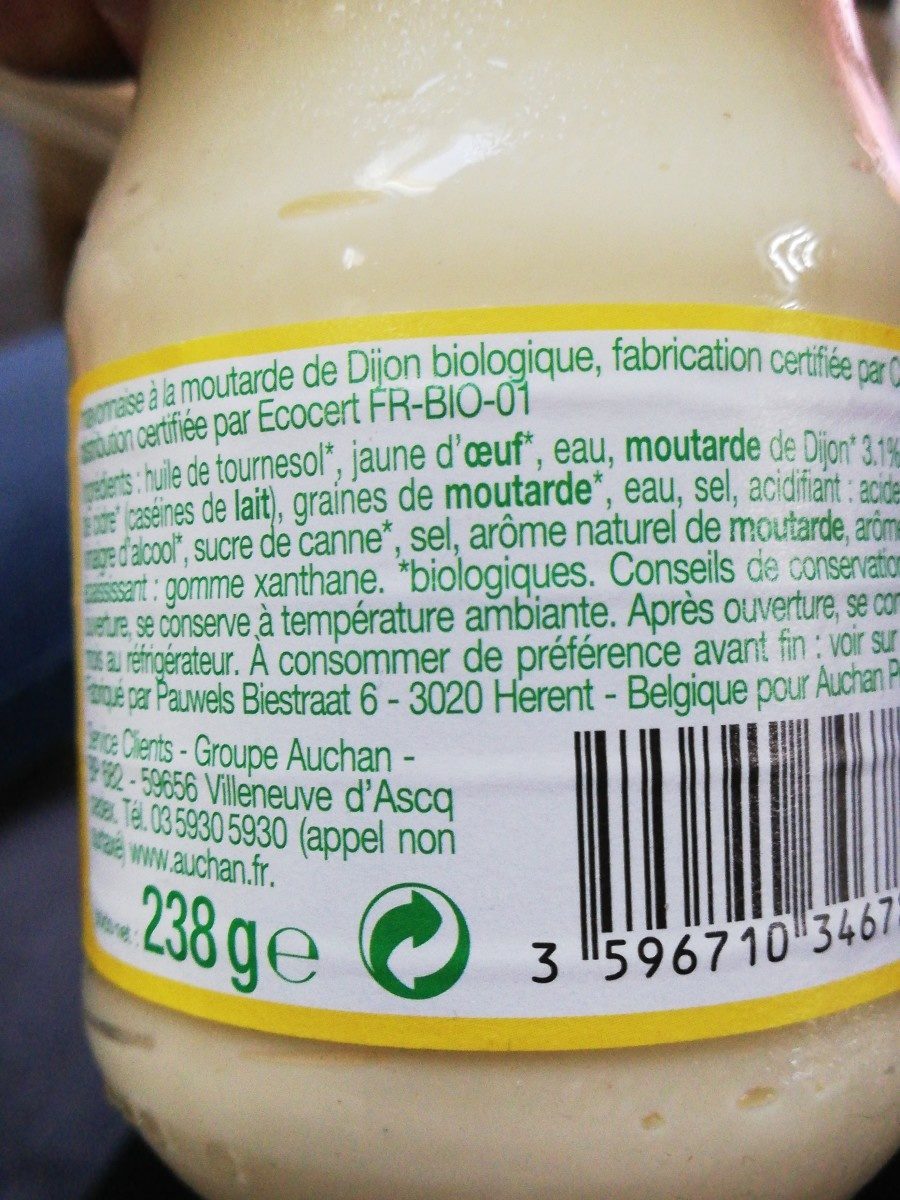 à la moutarde de Dijon biologique, fabrication certifiée par
certifiée par Ecocert FR-BIO-01
: huile de tournesol*, jaune d'œuf*, eau, moutarde de Dijon* 3.1%
(caséines de lait), graines de moutarde*, eau, sel, acidifiant : acide
d'alcool*, sucre de canne*, sel, arôme naturel de moutarde, arôme
: gomme xanthane. *biologiques. Conseils de conservation
se conserve à température ambiante. Après ouverture, se
au réfrigérateur. À consommer de préférence avant fin : voir sur
Fabriqué par Pauwels Biestraat 6 - 3020 Herent - Belgique pour Auchan P
Service Clients - Groupe Auchan -
- 59656 Villeneuve d'Ascq
Tél. 03 5930 5930 (appel non
www.auchan.fr.
238 g e
3 596710 3467